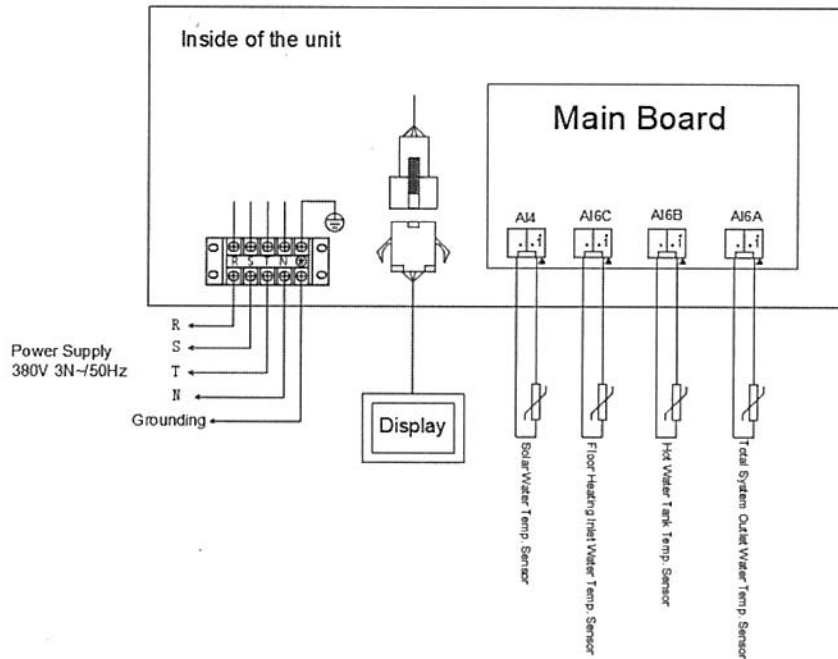 Inside of the unit
Main Board
AI4
AI6C
AI6B
AI6A
R S T N
R
S
T
N
Grounding
Power Supply
380V 3N~/50Hz
Display
Solar Water Temp. Sensor
Floor Heating Inlet Water Temp. Sensor
Hot Water Tank Temp. Sensor
Total System Outlet Water Temp. Sensor